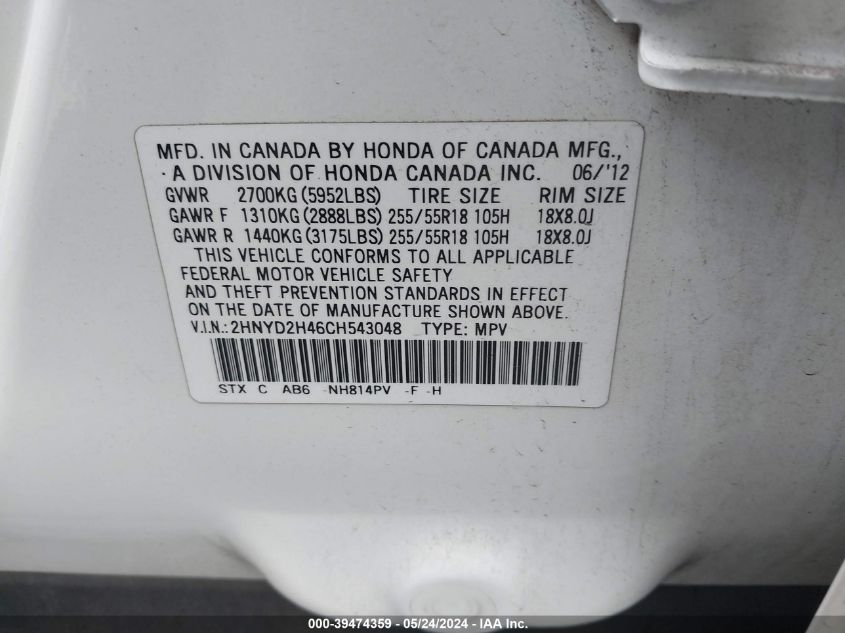 MFD. IN CANADA BY HONDA OF CANADA MFG.,
A DIVISION OF HONDA CANADA INC. 06/'12
GVWR 2700KG (5952LBS) TIRE SIZE RIM SIZE
GAWR F 1310KG (2888LBS) 255/55R18 105H 18X8.0J
GAWR R 1440KG (3175LBS) 255/55R18 105H 18X8.0J
THIS VEHICLE CONFORMS TO ALL APPLICABLE
FEDERAL MOTOR VEHICLE SAFETY
AND THEFT PREVENTION STANDARDS IN EFFECT
ON THE DATE OF MANUFACTURE SHOWN ABOVE.
V.I.N.: 2HNYD2H46CH543048 TYPE: MPV
STX C AB6 -NH814PV -F -H
000-39474359 - 05/24/2024 - IAA Inc.